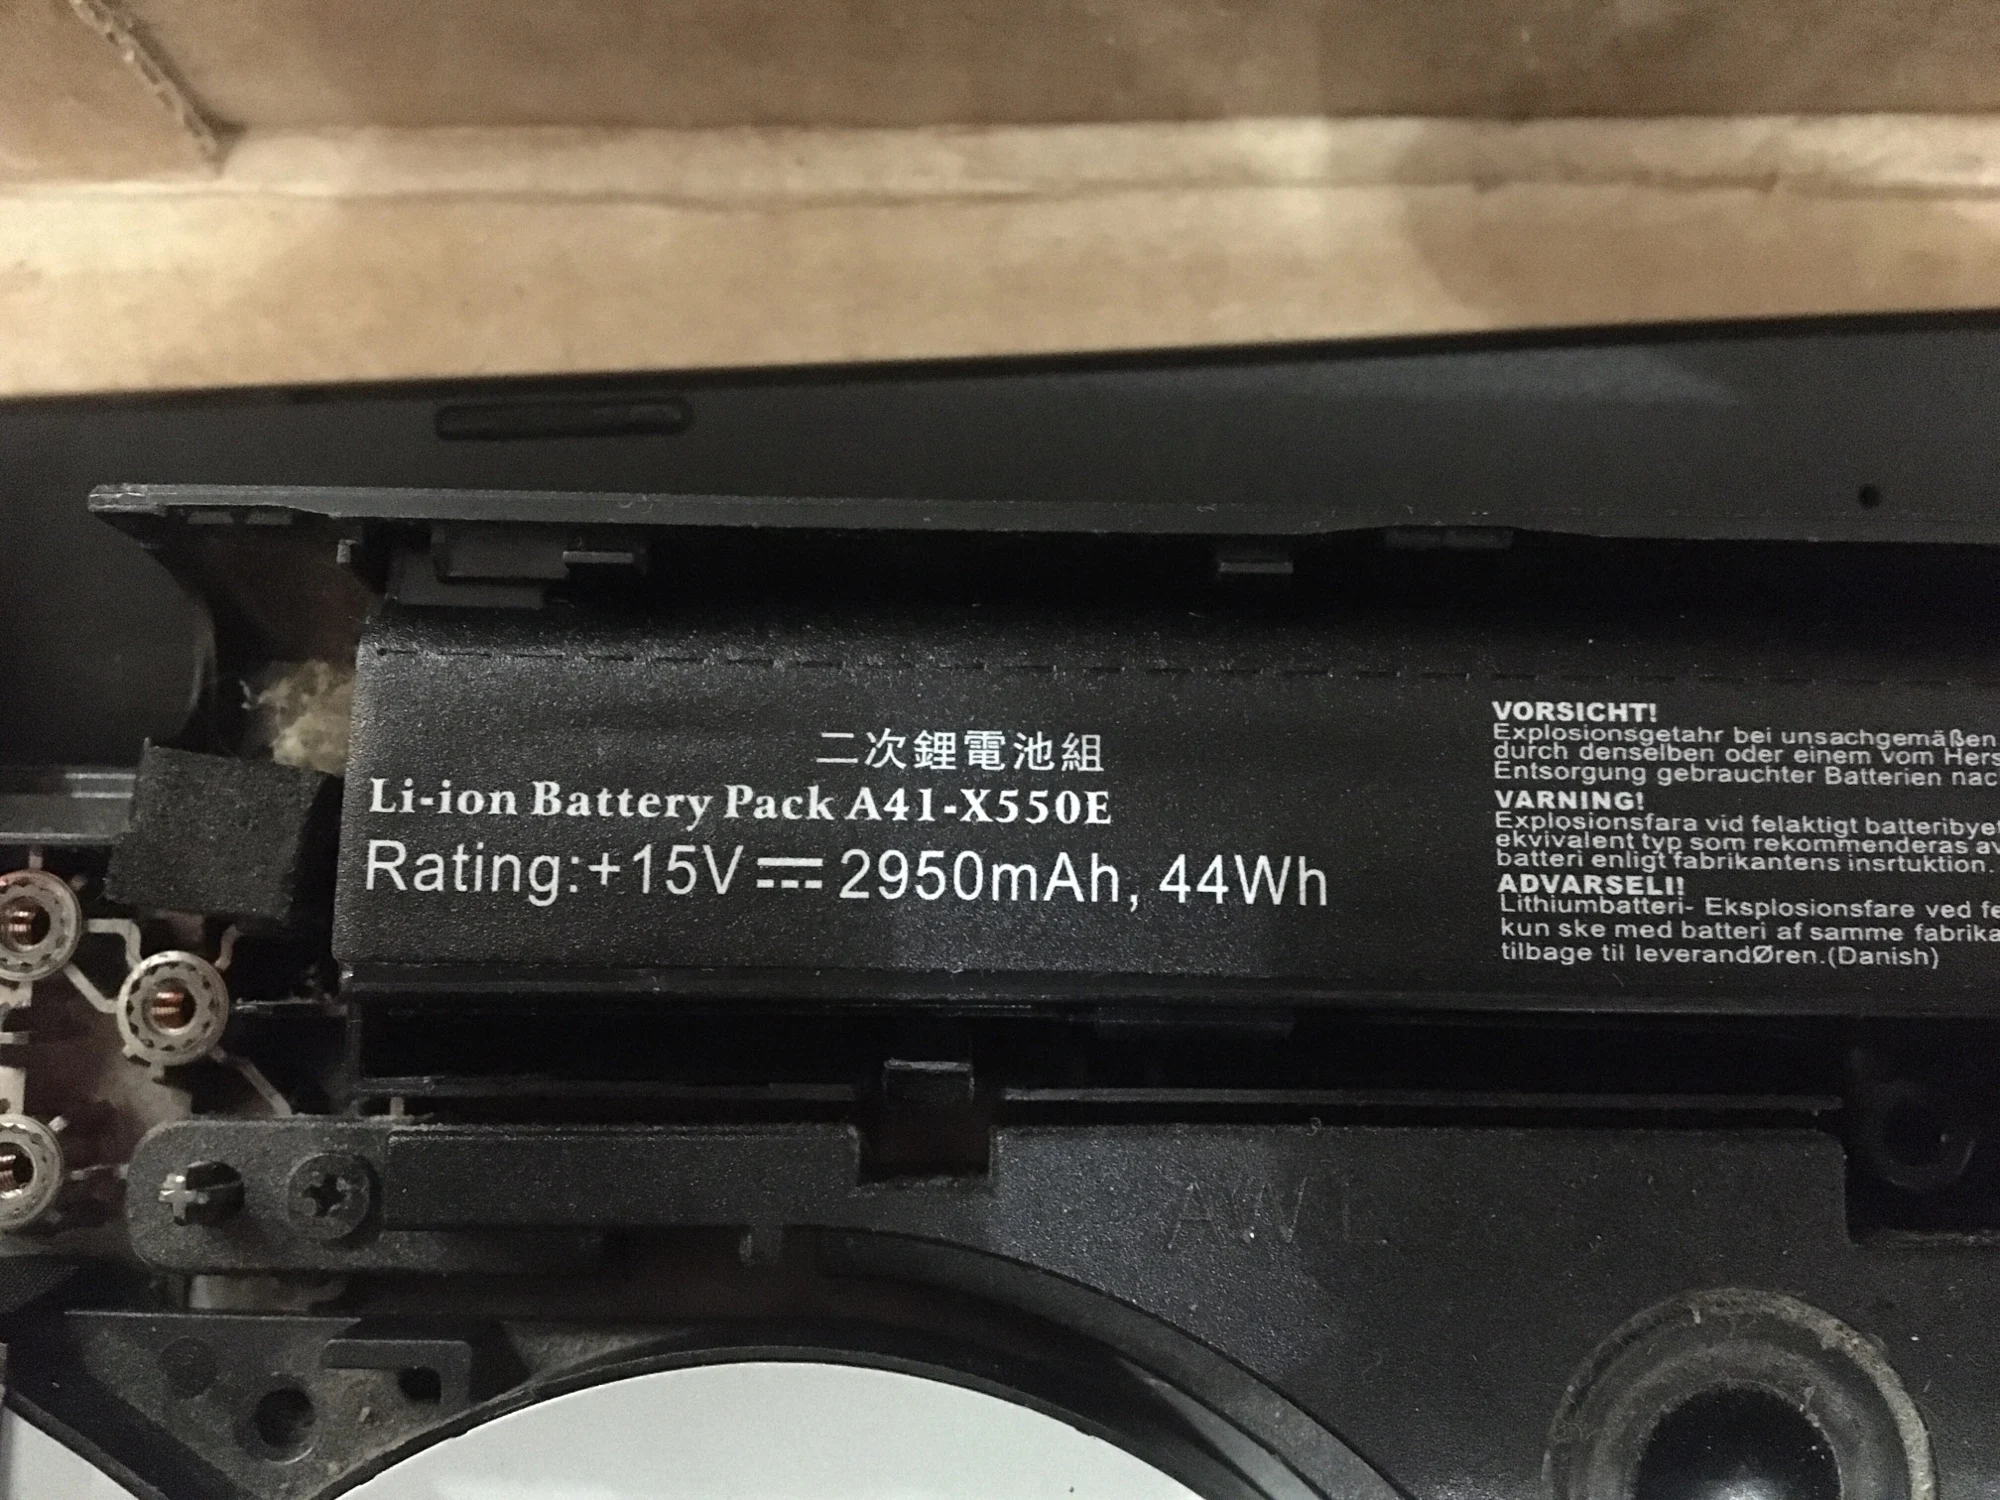 二次鋰電池組
Li-ion Battery Pack A41-X550E
Rating:+15V⎓2950mAh, 44Wh
VORSICHT!
Explosionsgetahr bei unsachgemäßen
durch denselben oder einem vom Hers
Entsorgung gebrauchter Batterien nac
VARNING!
Explosionsfara vid felaktigt batteribyet
ekvivalent typ som rekommenderas av
batteri enligt fabrikantens insrtuktion.
ADVARSELI!
Lithiumbatteri- Eksplosionsfare ved fe
kun ske med batteri af samme fabrika
tilbage til leverandØren.(Danish)
AWL